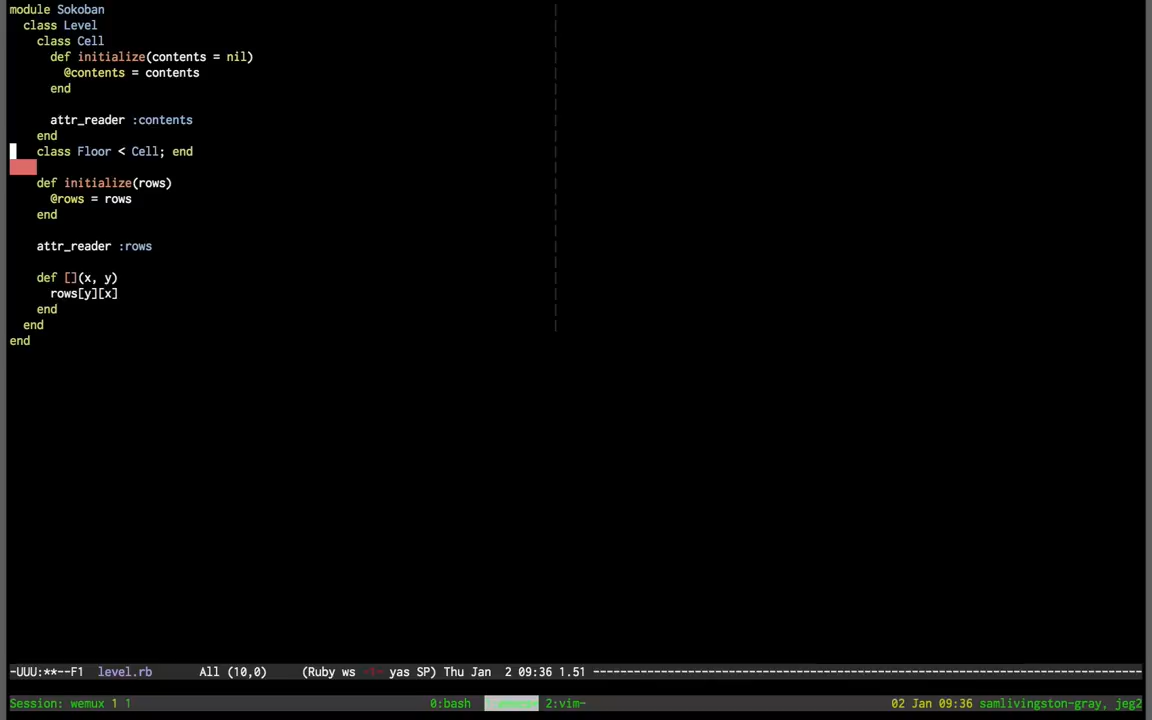 module Sokoban
  class Level
    class Cell
      def initialize(contents = nil)
        @contents = contents
      end

      attr_reader :contents
    end
    class Floor < Cell; end

    def initialize(rows)
      @rows = rows
    end

    attr_reader :rows

    def [](x, y)
      rows[y][x]
    end
  end
end
-UUU:**--F1  level.rb       All (10,0)     (Ruby ws yas SP) Thu Jan  2 09:36 1.51 ----------------------------------------------------------------------------------
Session: wemux 1 1 0:bash 2:vim- 02 Jan 09:36 samlivingston-gray, jeg2